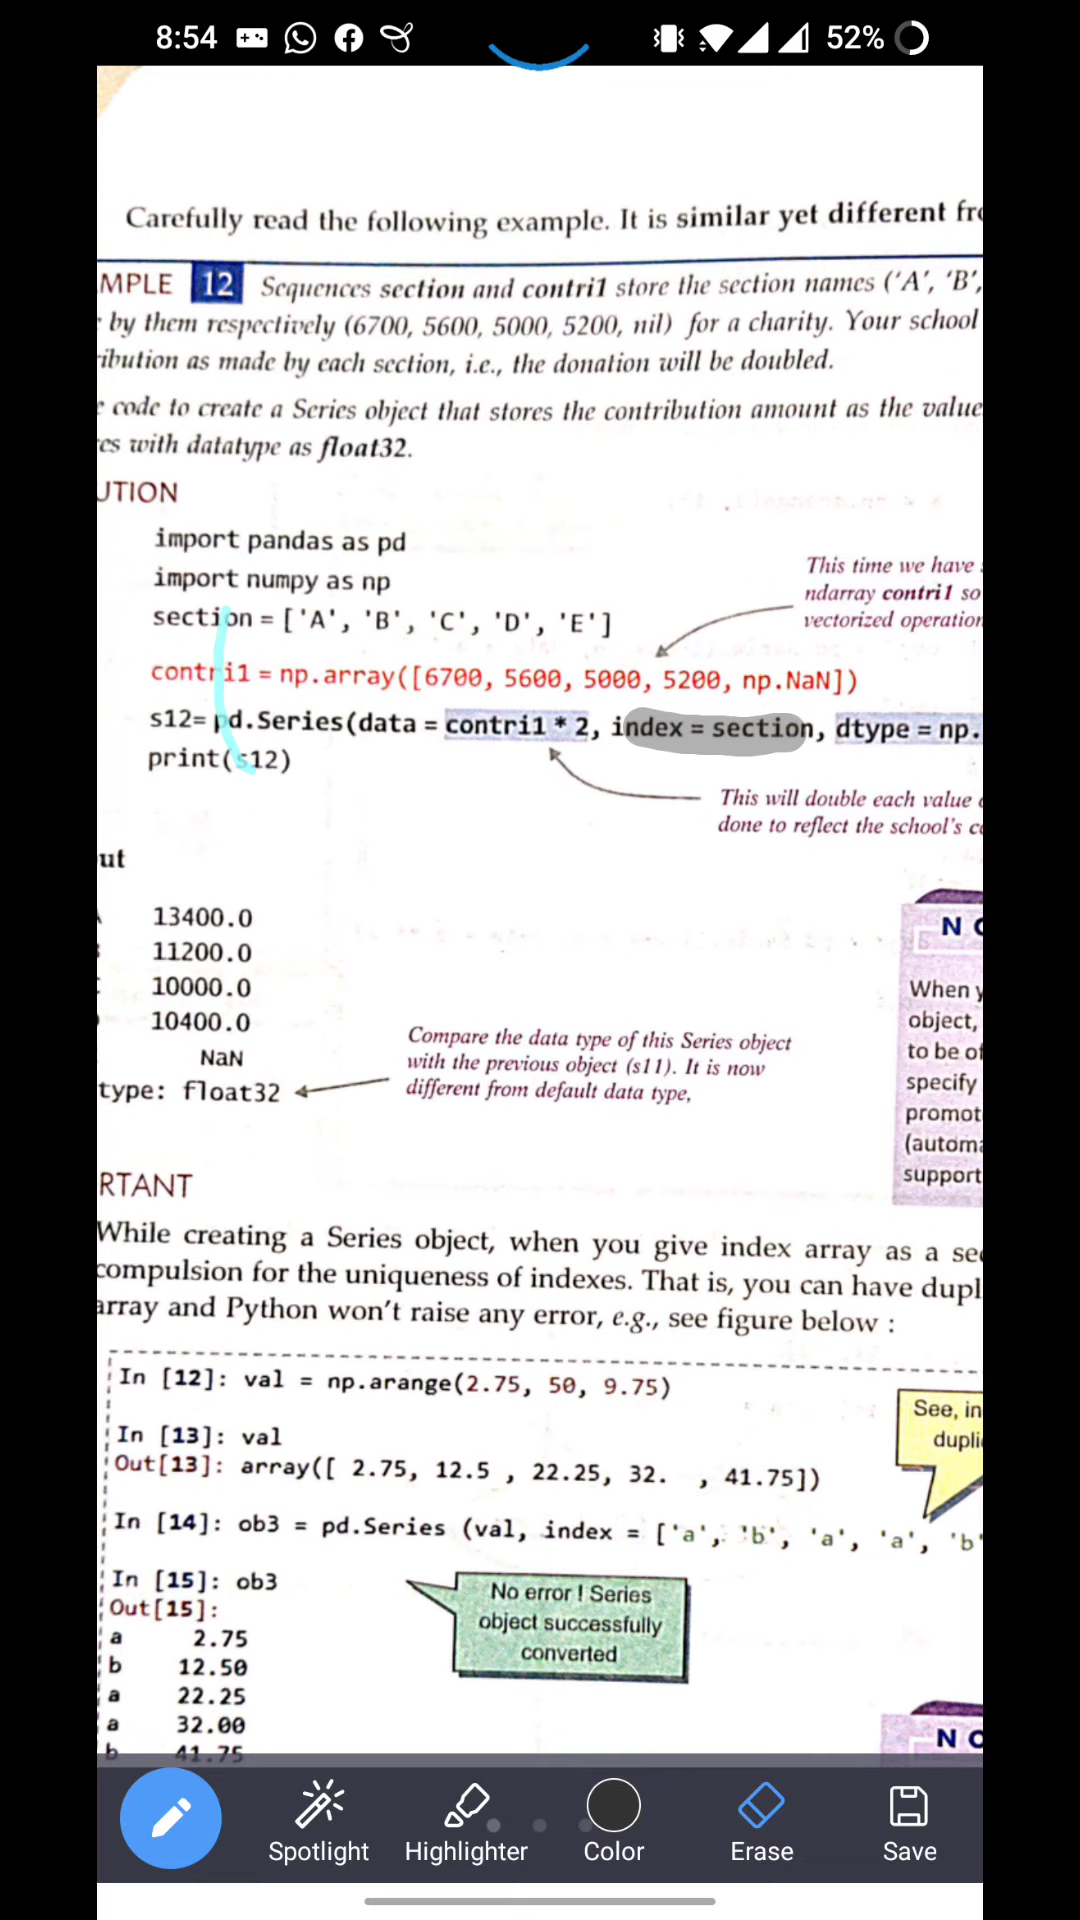 8:54
52%
Carefully read the following example. It is similar yet different
MPLE 12 Sequences section and contri1 store the section names ('A', 'B',
by them respectively (6700, 5600, 5000, 5200, nil) for a charity. Your school
ribution as made by each section, i.e., the donation will be doubled.
code to create a Series object that stores the contribution amount as the value
es with datatype as float32.
UTION
import pandas as pd
import numpy as np
section = ['A', 'B', 'C', 'D', 'E']
This time we have
ndarray contri1 so
vectorized operation
contri1 = np.array([6700, 5600, 5000, 5200, np.NaN])
s12= pd.Series(data = contri1 * 2, index = section, dtype = np.
print(s12)
This will double each value
done to reflect the school's
ut
13400.0
11200.0
10000.0
10400.0
NaN
type: float32
Compare the data type of this Series object
with the previous object (s11). It is now
different from default data type,
N
When
object,
to be of
specify
promot
(automa
support
RTANT
While creating a Series object, when you give index array as a se
compulsion for the uniqueness of indexes. That is, you can have dupl
array and Python won't raise any error, e.g., see figure below :
In [12]: val = np.arange(2.75, 50, 9.75)
In [13]: val
Out[13]: array([ 2.75, 12.5 , 22.25, 32. , 41.75])
See, in
dupli
In [14]: ob3 = pd.Series (val, index = ['a', 'b', 'a', 'a', 'b'
In [15]: ob3
Out[15]:
a 2.75
b 12.50
a 22.25
a 32.00
b 41.75
No error ! Series
object successfully
converted
N
Spotlight
Highlighter
Color
Erase
Save